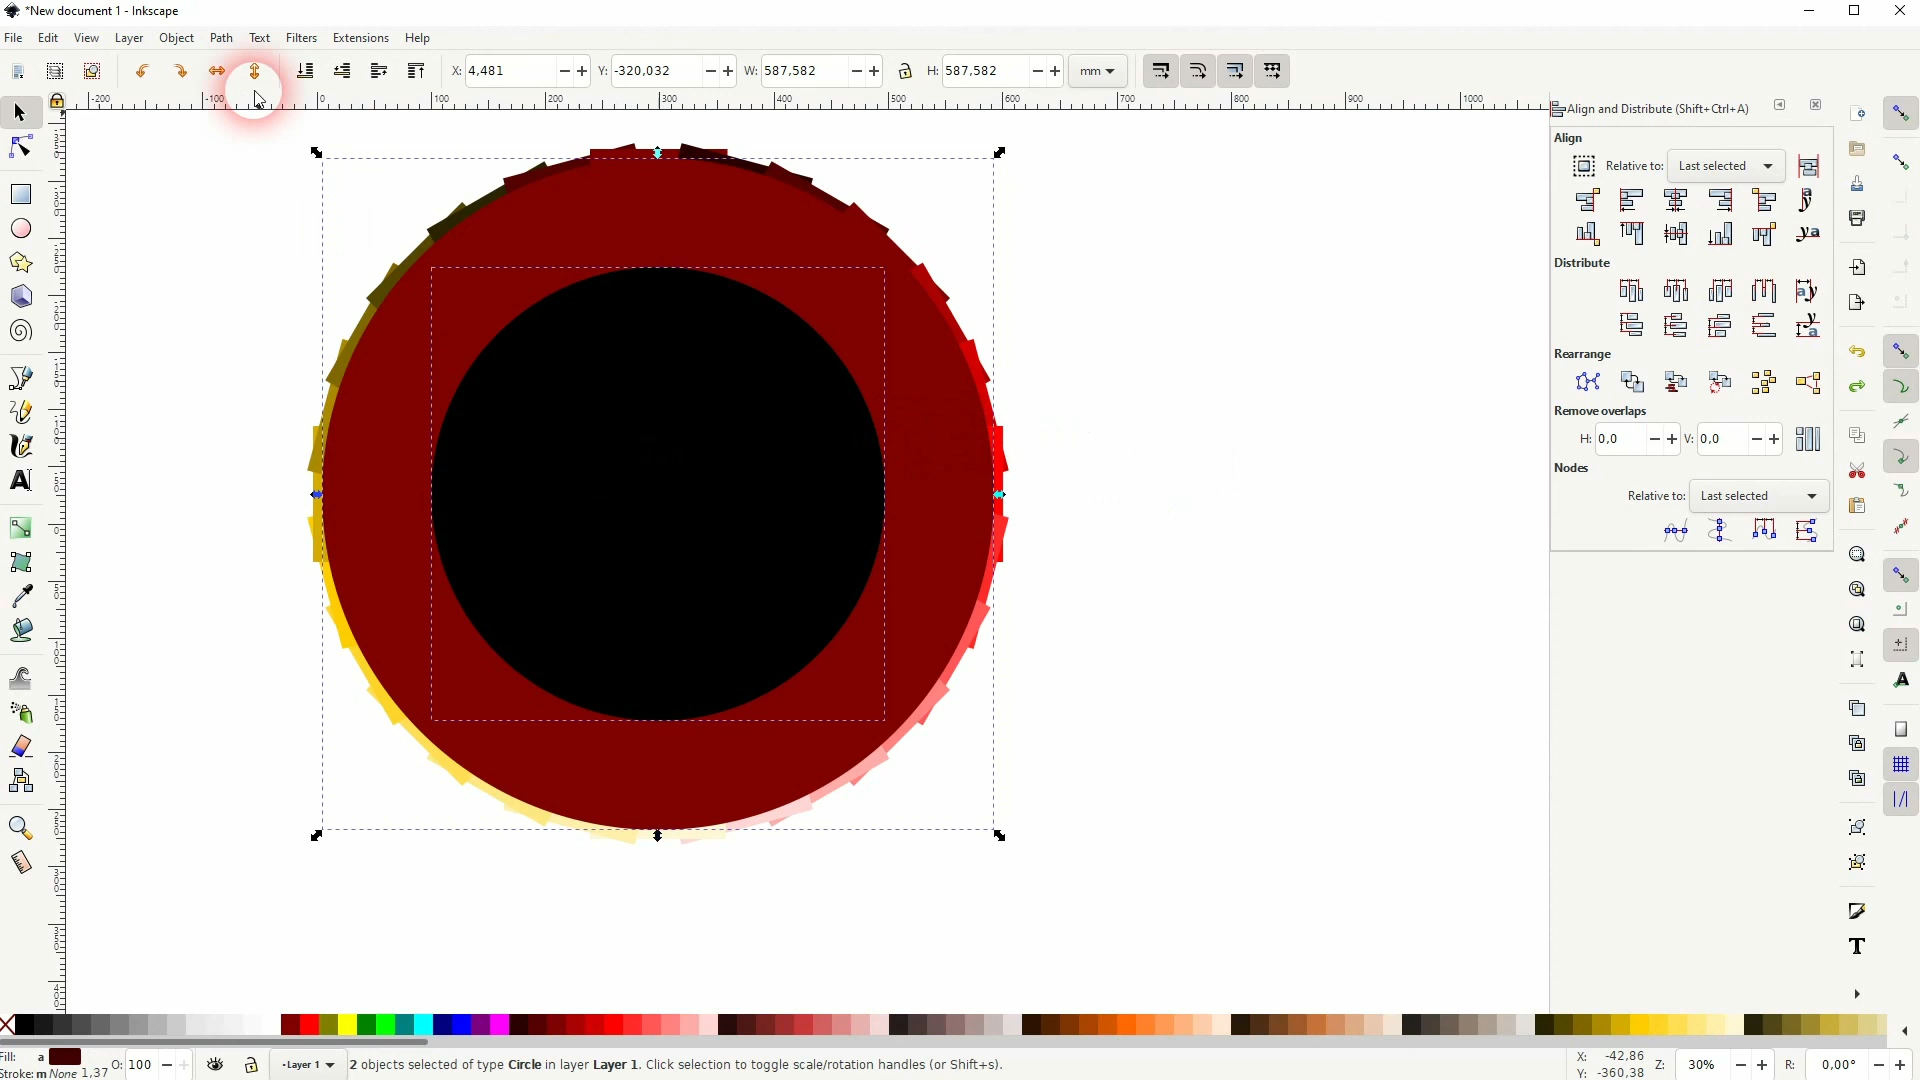 *New document 1 - Inkscape
File Edit View Layer Object Path Text Filters Extensions Help
X: 4,481 Y: -320,032 W: 587,582 H: 587,582 mm
-200 -100 0 100 200 300 400 500 600 700 800 900 1000
Align and Distribute (Shift+Ctrl+A)
Align
Relative to: Last selected
Distribute
Rearrange
Remove overlaps
H: 0,0 V: 0,0
Nodes
Relative to: Last selected
Fill: a O: 100 -Layer 1 2 objects selected of type Circle in layer Layer 1. Click selection to toggle scale/rotation handles (or Shift+s). X: -42,86 Z: 30% R: 0,00°
Stroke: m None 1,37 Y: -360,38